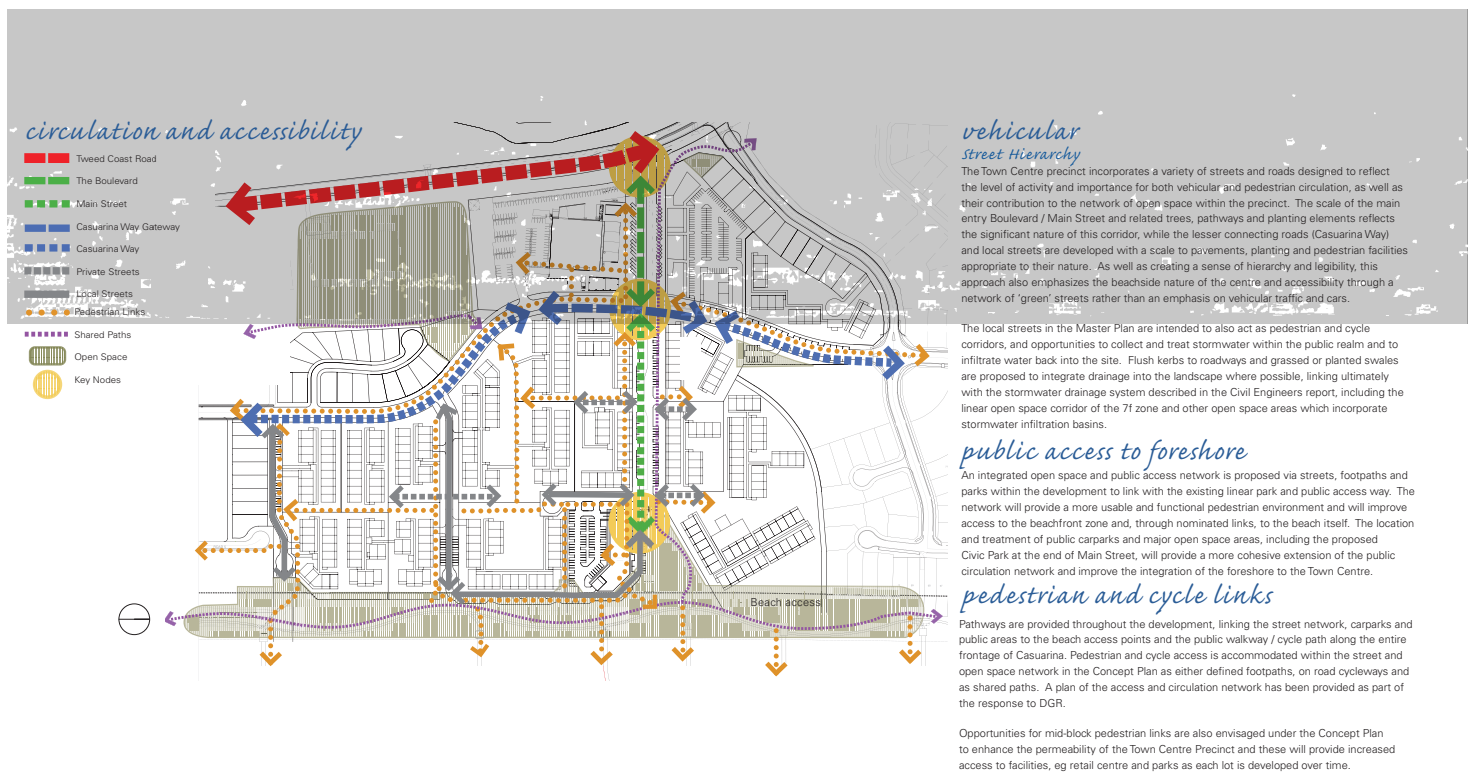 circulation and accessibility
Tweed Coast Road
The Boulevard
Main Street
Casuarina Way Gateway
Casuarina Way
Private Streets
Local Streets
Pedestrian Links
Shared Paths
Open Space
Key Nodes
Beach access
vehicular
Street Hierarchy
The Town Centre precinct incorporates a variety of streets and roads designed to reflect
the level of activity and importance for both vehicular and pedestrian circulation, as well as
their contribution to the network of open space within the precinct. The scale of the main
entry Boulevard / Main Street and related trees, pathways and planting elements reflects
the significant nature of this corridor, while the lesser connecting roads (Casuarina Way)
and local streets are developed with a scale to pavements, planting and pedestrian facilities
appropriate to their nature. As well as creating a sense of hierarchy and legibility, this
approach also emphasizes the beachside nature of the centre and accessibility through a
network of 'green' streets rather than an emphasis on vehicular traffic and cars.
The local streets in the Master Plan are intended to also act as pedestrian and cycle
corridors, and opportunities to collect and treat stormwater within the public realm and to
infiltrate water back into the site. Flush kerbs to roadways and grassed or planted swales
are proposed to integrate drainage into the landscape where possible, linking ultimately
with the stormwater drainage system described in the Civil Engineers report, including the
linear open space corridor of the 7f zone and other open space areas which incorporate
stormwater infiltration basins.
public access to foreshore
An integrated open space and public access network is proposed via streets, footpaths and
parks within the development to link with the existing linear park and public access way. The
network will provide a more usable and functional pedestrian environment and will improve
access to the beachfront zone and, through nominated links, to the beach itself. The location
and treatment of public carparks and major open space areas, including the proposed
Civic Park at the end of Main Street, will provide a more cohesive extension of the public
circulation network and improve the integration of the foreshore to the Town Centre.
pedestrian and cycle links
Pathways are provided throughout the development, linking the street network, carparks and
public areas to the beach access points and the public walkway / cycle path along the entire
frontage of Casuarina. Pedestrian and cycle access is accommodated within the street and
open space network in the Concept Plan as either defined footpaths, on road cycleways and
as shared paths. A plan of the access and circulation network has been provided as part of
the response to DGR.
Opportunities for mid-block pedestrian links are also envisaged under the Concept Plan
to enhance the permeability of the Town Centre Precinct and these will provide increased
access to facilities, eg retail centre and parks as each lot is developed over time.